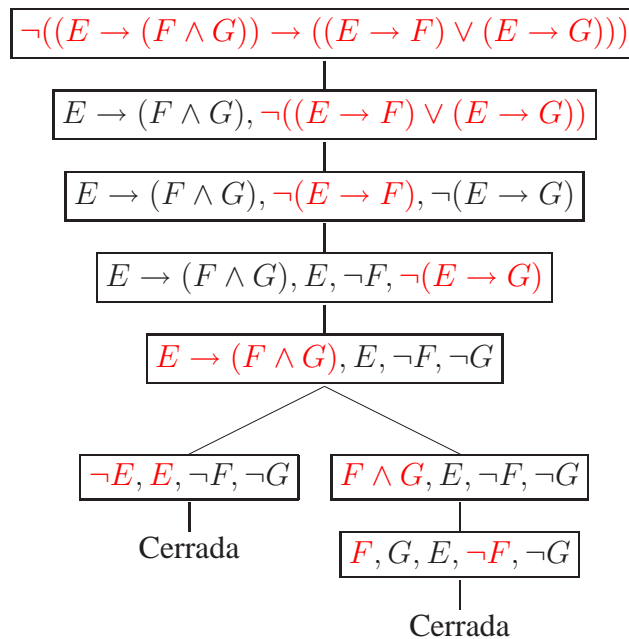 ¬((E → (F ∧ G)) → ((E → F) ∨ (E → G)))
E → (F ∧ G), ¬((E → F) ∨ (E → G))
E → (F ∧ G), ¬(E → F), ¬(E → G)
E → (F ∧ G), E, ¬F, ¬(E → G)
E → (F ∧ G), E, ¬F, ¬G
¬E, E, ¬F, ¬G
F ∧ G, E, ¬F, ¬G
Cerrada
F, G, E, ¬F, ¬G
Cerrada